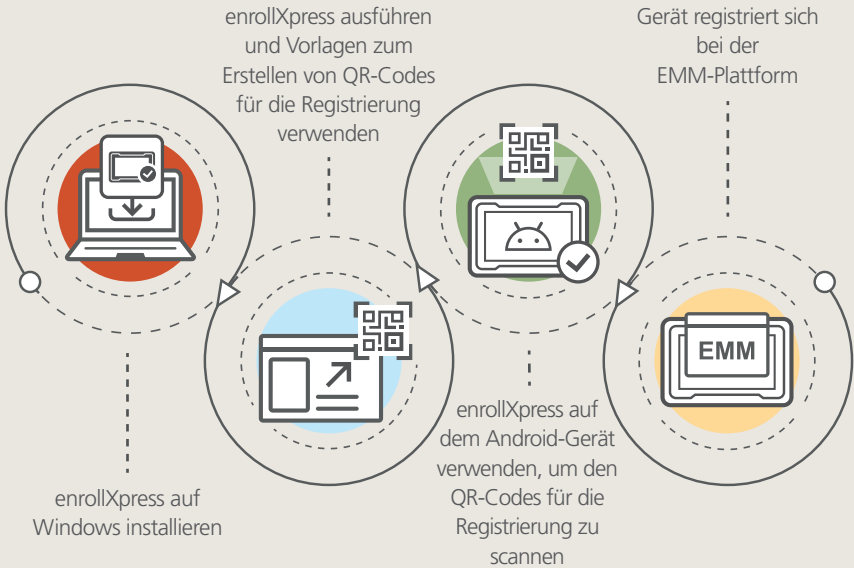 enrollXpress auf
Windows installieren
enrollXpress ausführen
und Vorlagen zum
Erstellen von QR-Codes
für die Registrierung
verwenden
enrollXpress auf
dem Android-Gerät
verwenden, um den
QR-Codes für die
Registrierung zu
scannen
Gerät registriert sich
bei der
EMM-Plattform
EMM